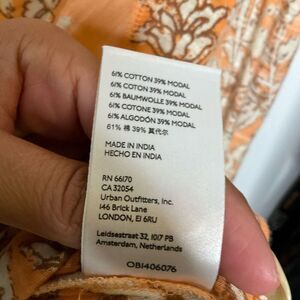 61% COTTON 39% MODAL
61% COTON 39% MODAL
61% BAUMWOLLE 39% MODAL
61% COTONE 39% MODAL
61% ALGODÓN 39% MODAL
61% 棉 39% 莫代尔
MADE IN INDIA
HECHO EN INDIA
RN 66170
CA 32054
Urban Outfitters, Inc.
146 Brick Lane
LONDON, E1 6RU
Leidsestraat 32, 1017 PB
Amsterdam, Netherlands
OB1406076